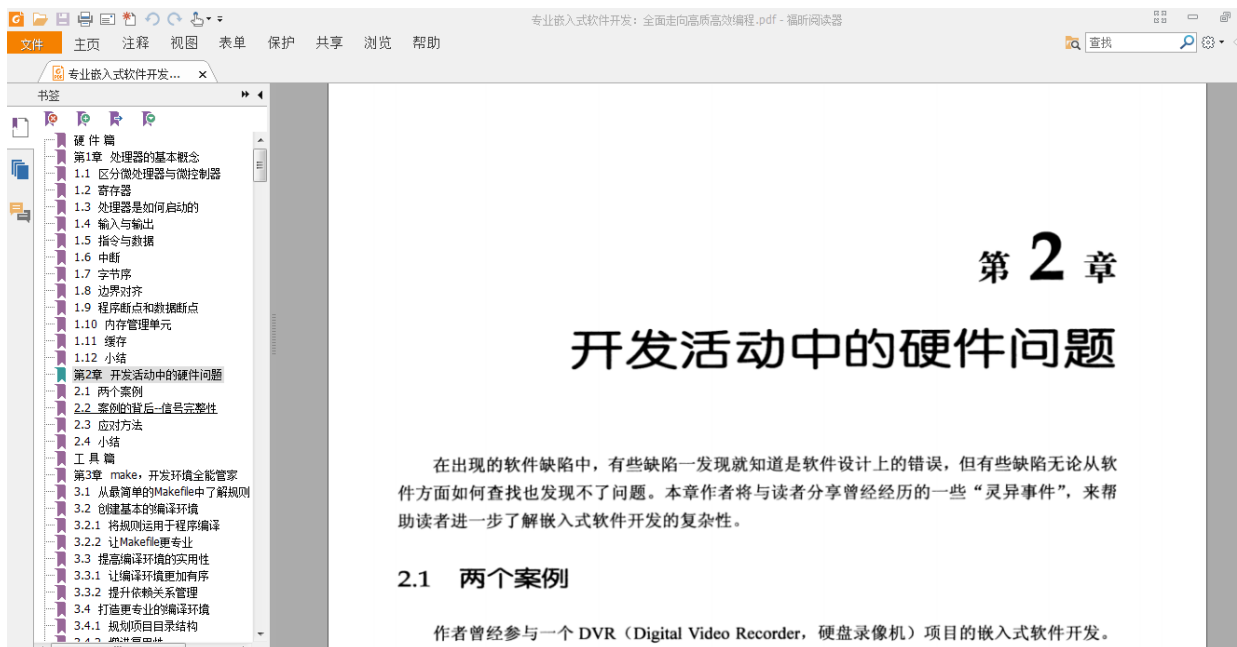 专业嵌入式软件开发：全面走向高质高效编程.pdf - 福昕阅读器
文件 主页 注释 视图 表单 保护 共享 浏览 帮助
查找
专业嵌入式软件开发... x
书签
硬 件 篇
第1章 处理器的基本概念
1.1 区分微处理器与微控制器
1.2 寄存器
1.3 处理器是如何启动的
1.4 输入与输出
1.5 指令与数据
1.6 中断
1.7 字节序
1.8 边界对齐
1.9 程序断点和数据断点
1.10 内存管理单元
1.11 缓存
1.12 小结
第2章 开发活动中的硬件问题
2.1 两个案例
2.2 案例的背后--信号完整性
2.3 应对方法
2.4 小结
工 具 篇
第3章 make，开发环境全能管家
3.1 从最简单的Makefile中了解规则
3.2 创建基本的编译环境
3.2.1 将规则运用于程序编译
3.2.2 让Makefile更专业
3.3 提高编译环境的实用性
3.3.1 让编译环境更加有序
3.3.2 提升依赖关系管理
3.4 打造更专业的编译环境
3.4.1 规划项目目录结构
第 2 章
开发活动中的硬件问题
在出现的软件缺陷中，有些缺陷一发现就知道是软件设计上的错误，但有些缺陷无论从软
件方面如何查找也发现不了问题。本章作者将与读者分享曾经经历的一些“灵异事件”，来帮
助读者进一步了解嵌入式软件开发的复杂性。
2.1 两个案例
作者曾经参与一个 DVR（Digital Video Recorder，硬盘录像机）项目的嵌入式软件开发。